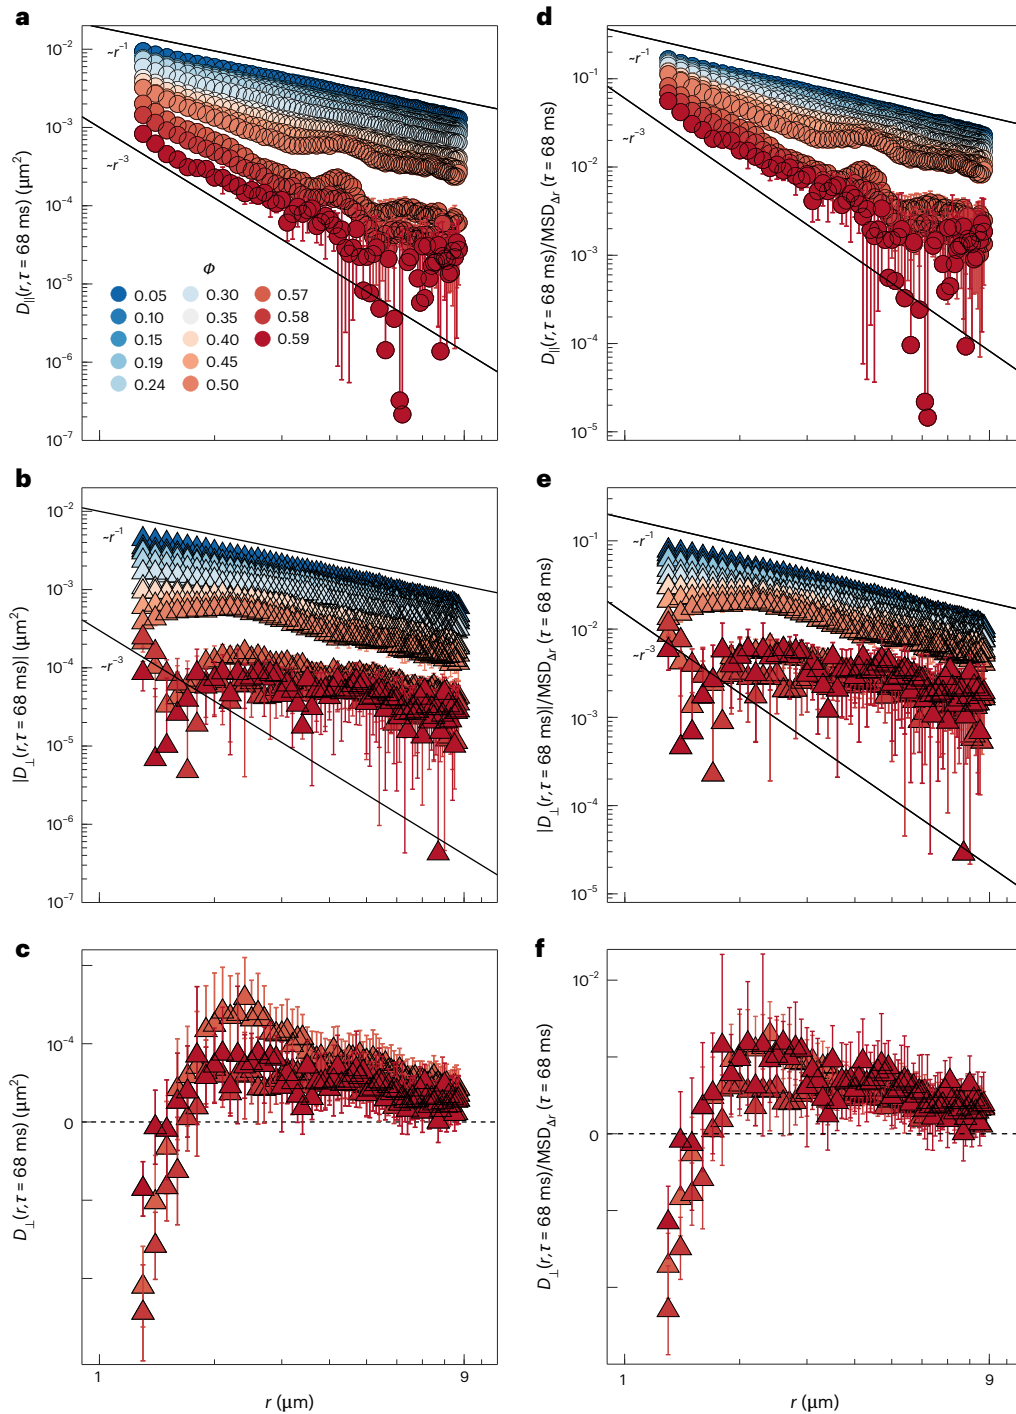 a
10⁻²
10⁻³
10⁻⁴
10⁻⁵
10⁻⁶
10⁻⁷
~r⁻¹
~r⁻³
D∥(r, τ = 68 ms) (μm²)
Φ
0.05
0.10
0.15
0.19
0.24
0.30
0.35
0.40
0.45
0.50
0.57
0.58
0.59
d
10⁻¹
10⁻²
10⁻³
10⁻⁴
10⁻⁵
~r⁻¹
~r⁻³
D∥(r, τ = 68 ms)/MSD_Δr (τ = 68 ms)
b
10⁻²
10⁻³
10⁻⁴
10⁻⁵
10⁻⁶
10⁻⁷
~r⁻¹
~r⁻³
|D⊥(r, τ = 68 ms)| (μm²)
e
10⁻¹
10⁻²
10⁻³
10⁻⁴
10⁻⁵
~r⁻¹
~r⁻³
|D⊥(r, τ = 68 ms)|/MSD_Δr (τ = 68 ms)
c
10⁻⁴
0
D⊥(r, τ = 68 ms) (μm²)
1
9
r (μm)
f
10⁻²
0
D⊥(r, τ = 68 ms)/MSD_Δr (τ = 68 ms)
1
9
r (μm)